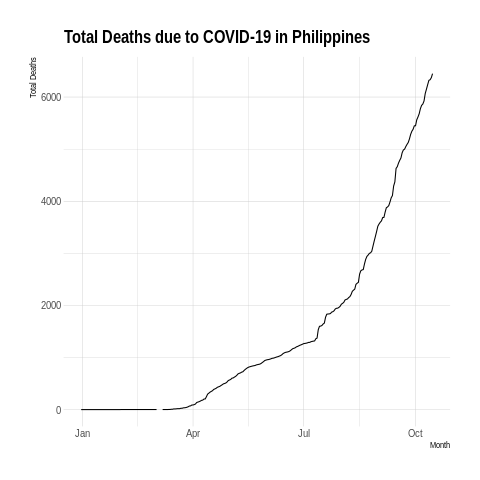 Total Deaths due to COVID-19 in Philippines
Total Deaths
6000
4000
2000
0
Jan Apr Jul Oct
Month